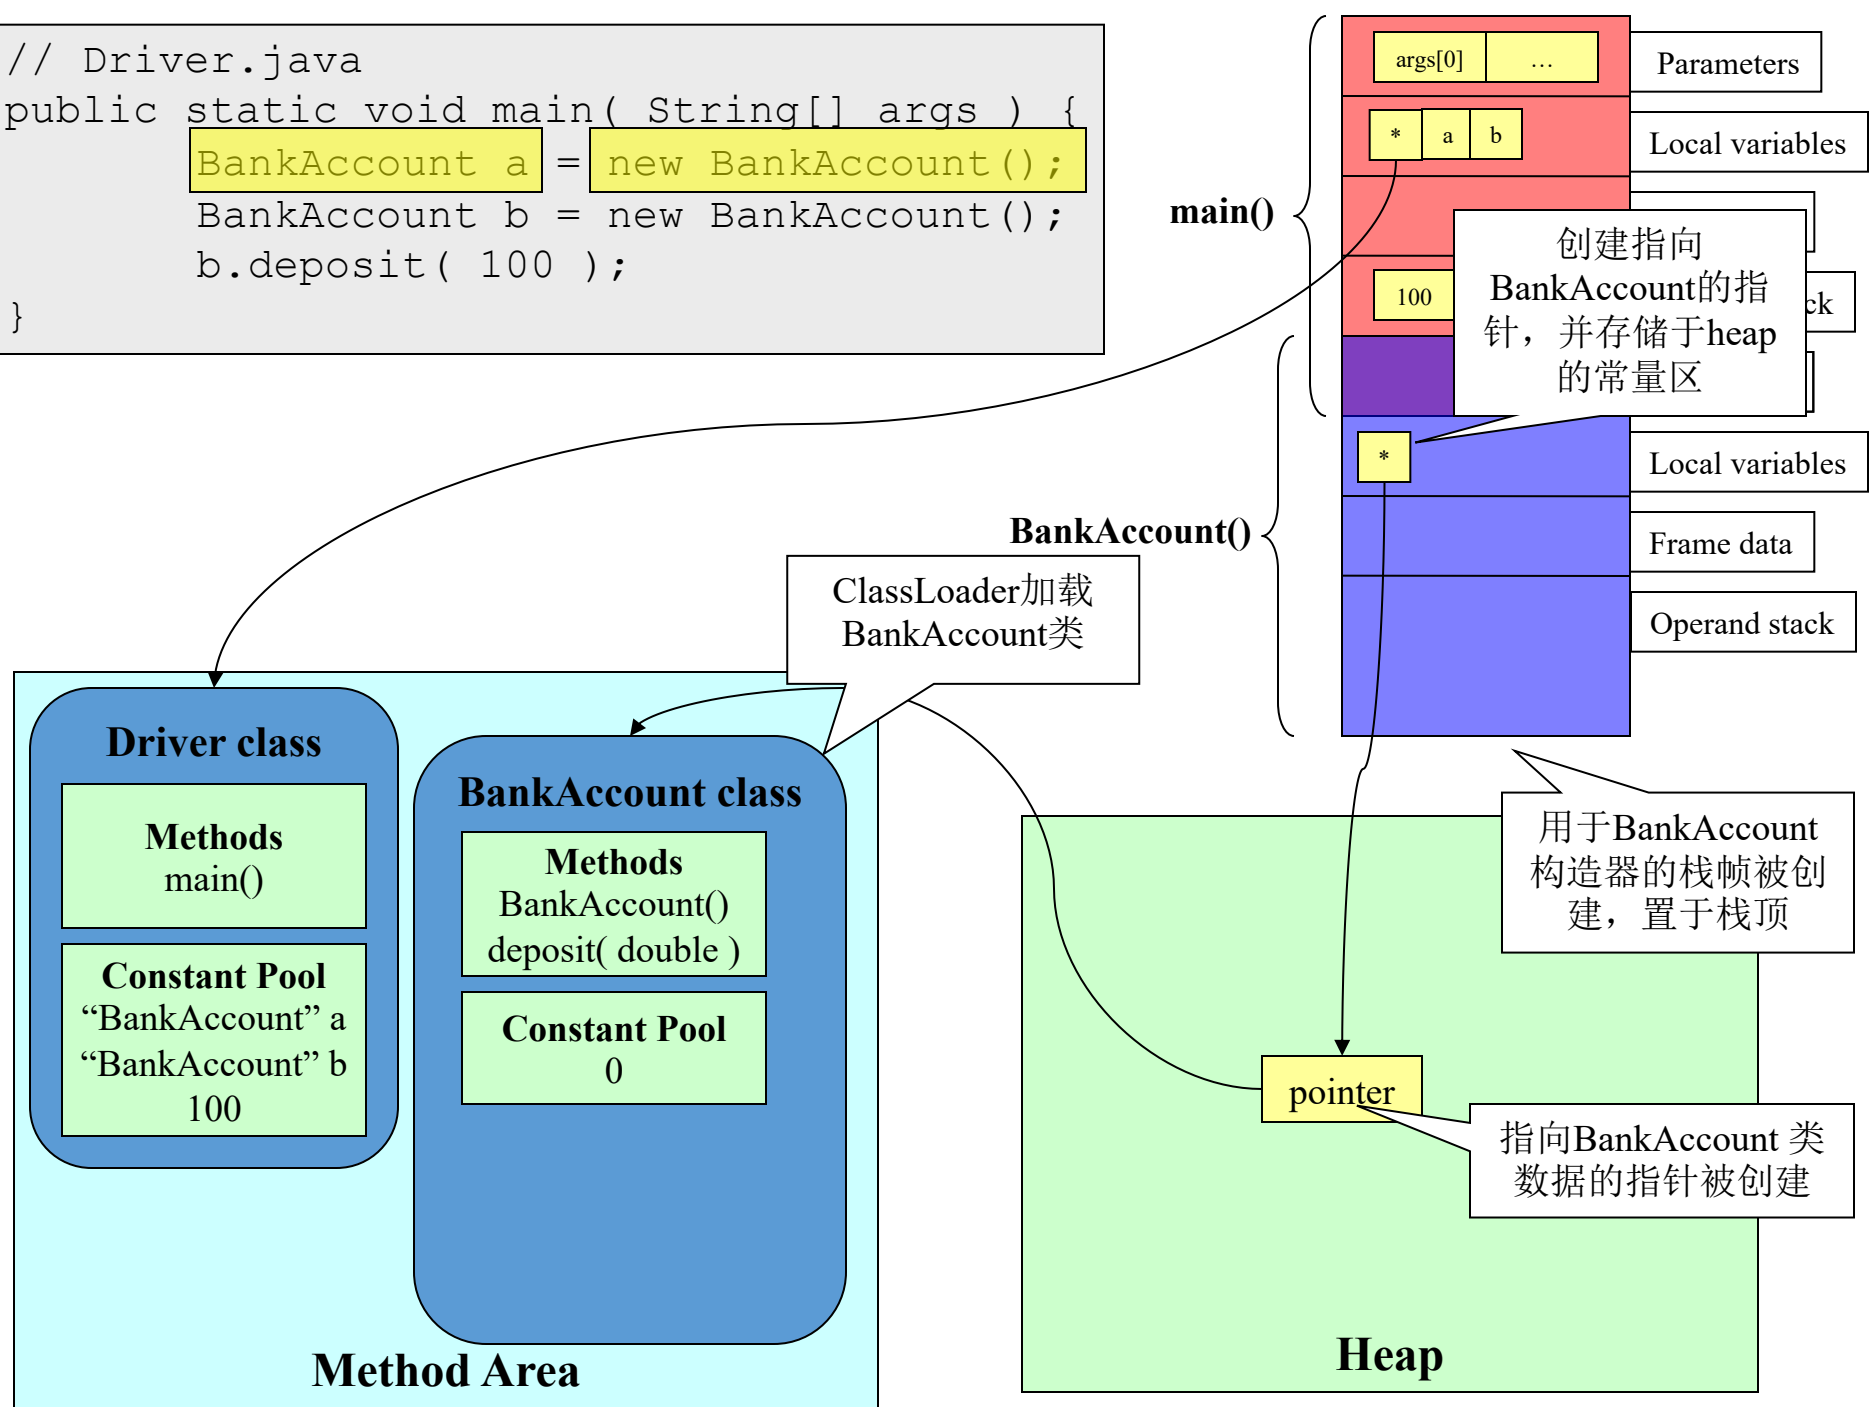 // Driver.java
public static void main( String[] args ) {
BankAccount a = new BankAccount();
BankAccount b = new BankAccount();
b.deposit( 100 );
}
args[0] …
Parameters
* a b
Local variables
main()
创建指向
BankAccount的指
针，并存储于heap
的常量区
100
ck
*
Local variables
BankAccount()
Frame data
Operand stack
ClassLoader加载
BankAccount类
Driver class
Methods
main()
Constant Pool
“BankAccount” a
“BankAccount” b
100
BankAccount class
Methods
BankAccount()
deposit( double )
Constant Pool
0
Method Area
用于BankAccount
构造器的栈帧被创
建，置于栈顶
pointer
指向BankAccount 类
数据的指针被创建
Heap